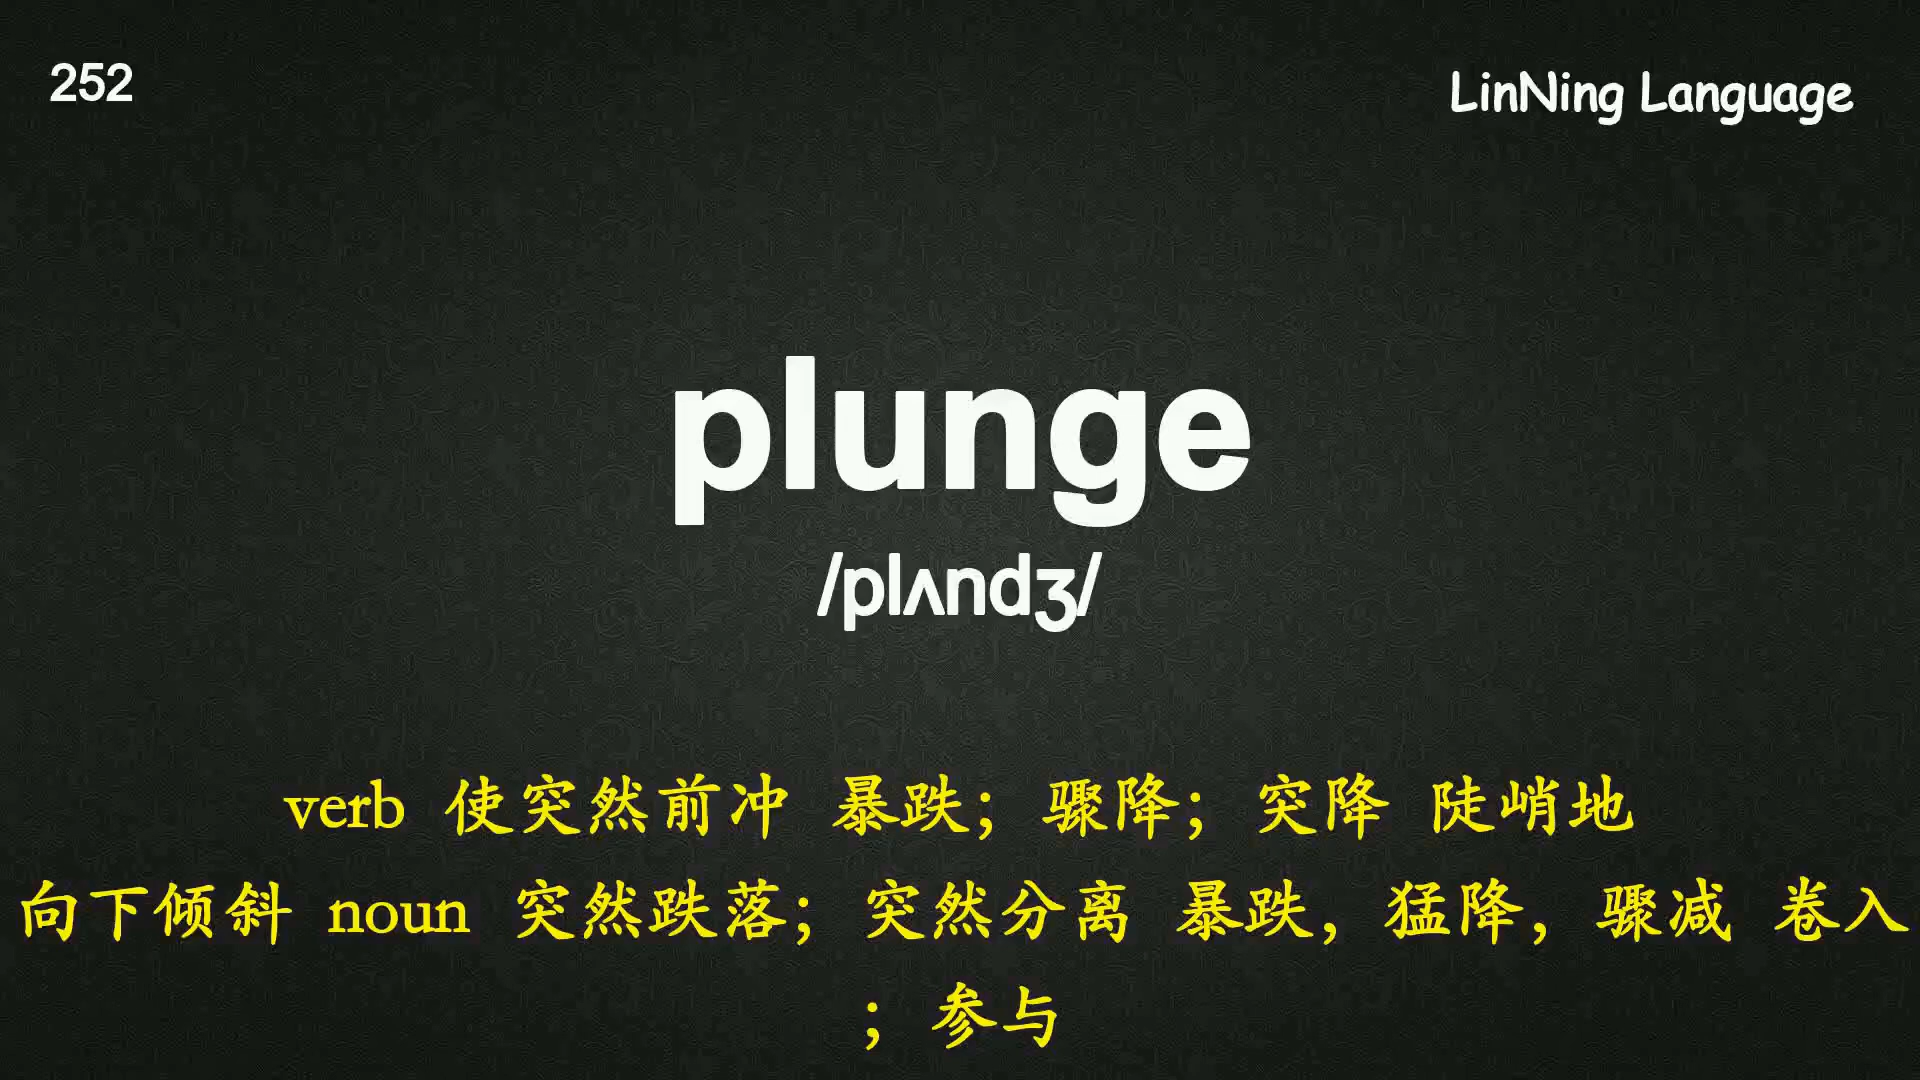 252
LinNing Language
plunge
/plʌndʒ/
verb 使突然前冲 暴跌；骤降；突降 陡峭地
向下倾斜 noun 突然跌落；突然分离 暴跌，猛降，骤减 卷入
；参与